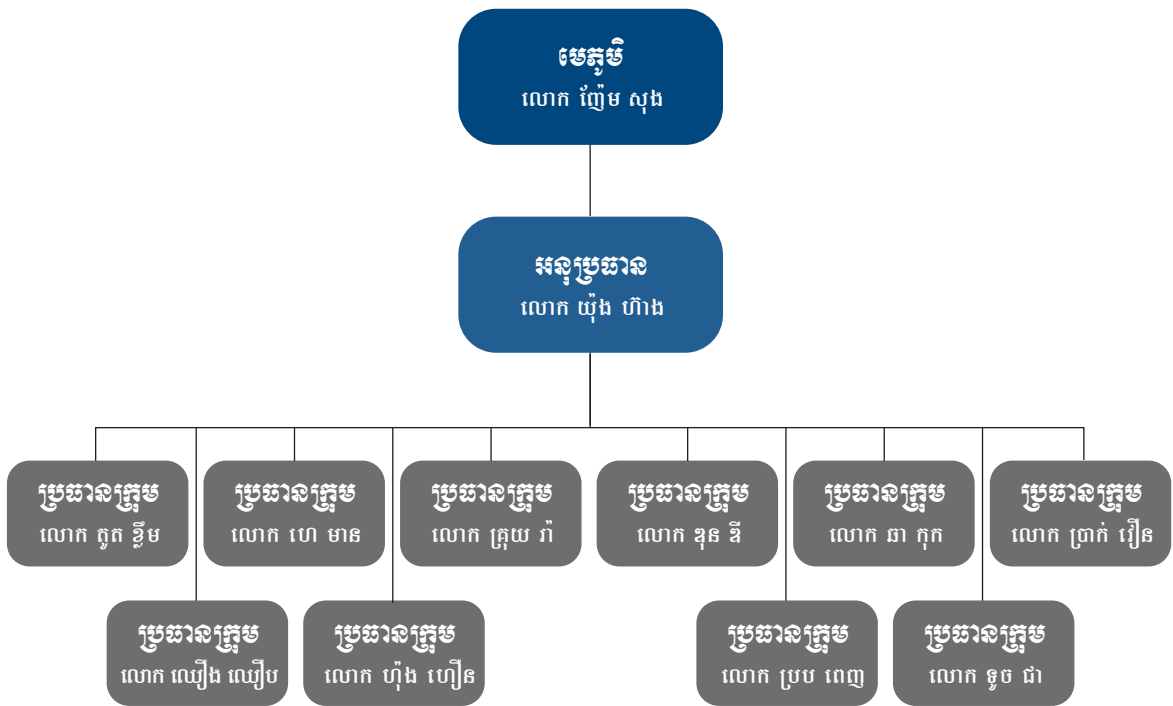 មេភូមិ
លោក ញ៉ែម សុង
អនុប្រធាន
លោក យ៉ុង ហ៊ាង
ប្រធានក្រុម
លោក តូត ខ្លឹម
ប្រធានក្រុម
លោក ហេ មាន
ប្រធានក្រុម
លោក គ្រុយ រ៉ា
ប្រធានក្រុម
លោក ឌុន ឌី
ប្រធានក្រុម
លោក ឆា កុក
ប្រធានក្រុម
លោក ប្រាក់ វឿន
ប្រធានក្រុម
លោក ឈឿង ឈឿប
ប្រធានក្រុម
លោក ហ៊ុង ហឿន
ប្រធានក្រុម
លោក ប្រប ពេញ
ប្រធានក្រុម
លោក ទូច ជា